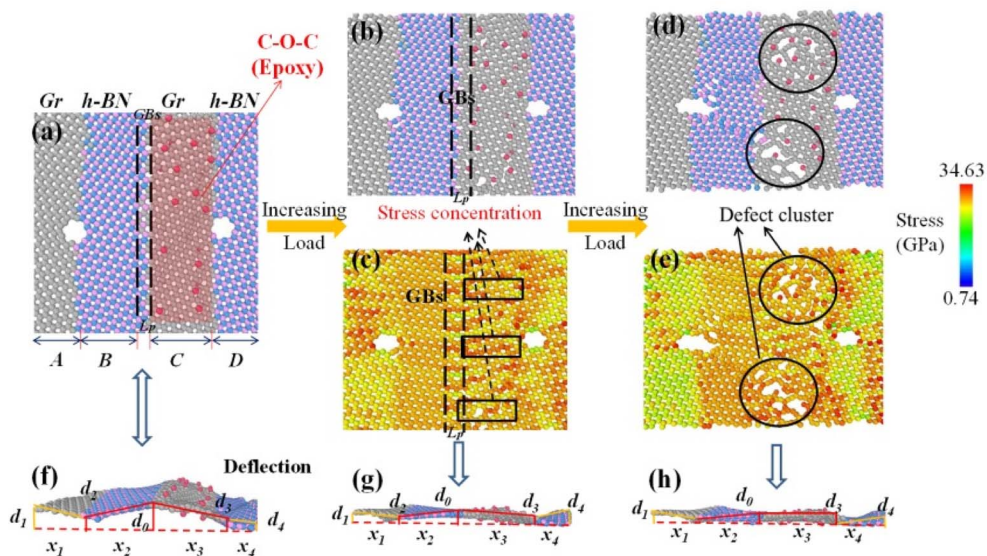 (a)
Gr
h-BN
Gr
h-BN
GBs
C-O-C
(Epoxy)
Lp
A
B
C
D
Increasing
Load
(b)
GBs
Lp
Stress concentration
(c)
GBs
Lp
Increasing
Load
(d)
Defect cluster
(e)
34.63
Stress
(GPa)
0.74
(f)
Deflection
d1
d2
d0
d3
d4
x1
x2
x3
x4
(g)
d1
d2
d0
d3
d4
x1
x2
x3
x4
(h)
d1
d2
d0
d3
d4
x1
x2
x3
x4